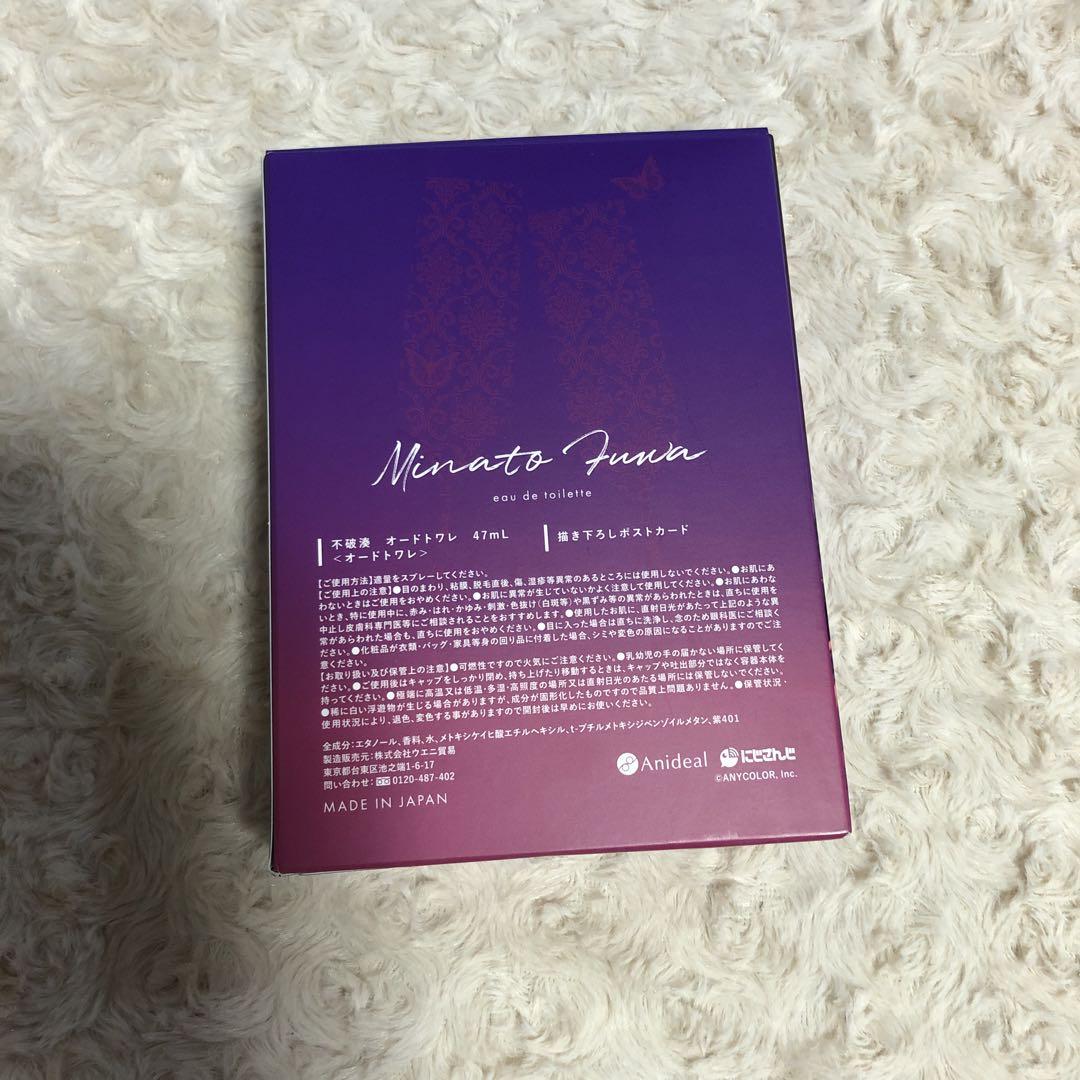 Minato Fuwa
eau de toilette
不破湊 オードトワレ 47mL
<オードトワレ>
描き下ろしポストカード
【ご使用方法】適量をスプレーしてください。
【ご使用上の注意】●目のまわり、粘膜、脱毛直後、傷、湿疹等異常のあるところには使用しないでください。●お肌にあ
わないときはご使用をおやめください。●お肌に異常が生じていないかよく注意して使用してください。●お肌にあわな
いとき、特に使用中に、赤み・はれ・かゆみ・刺激・色抜け(白斑等)や黒ずみ等の異常があらわれたときは、直ちに使用を
中止し皮膚科専門医等にご相談されることをおすすめします。●使用したお肌に、直射日光があたって上記のような異
常があらわれた場合も、直ちに使用をおやめください。●目に入った場合は直ちに洗浄し、念のため眼科医にご相談く
ださい。●化粧品が衣類・バッグ・家具等身の回り品に付着した場合、シミや変色の原因になることがありますのでご注
意ください。
【お取り扱い及び保管上の注意】●可燃性ですので火気にご注意ください。●乳幼児の手の届かない場所に保管してく
ださい。●ご使用後はキャップをしっかり閉め、持ち上げたり移動するときは、キャップや吐出部分ではなく容器本体を
持ってください。●極端に高温又は低温・多湿・高照度の場所又は直射日光のあたる場所には保管しないでください。
●稀に白い浮遊物が生じる場合がありますが、成分が固形化したものですので品質上問題ありません。●保管状況・
使用状況により、退色、変色する事がありますので開封後は早めにお使いください。
全成分:エタノール、香料、水、メトキシケイヒ酸エチルヘキシル、t-ブチルメトキシジベンゾイルメタン、紫401
製造販売元:株式会社ウエニ貿易
東京都台東区池之端1-6-17
問い合わせ:0120-487-402
MADE IN JAPAN
Anideal
にじさんじ
©ANYCOLOR, Inc.